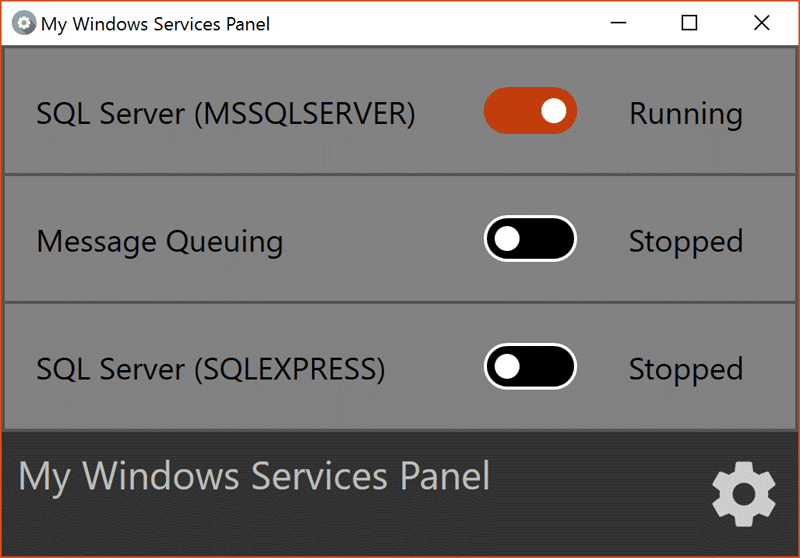 My Windows Services Panel
SQL Server (MSSQLSERVER) Running
Message Queuing Stopped
SQL Server (SQLEXPRESS) Stopped
My Windows Services Panel